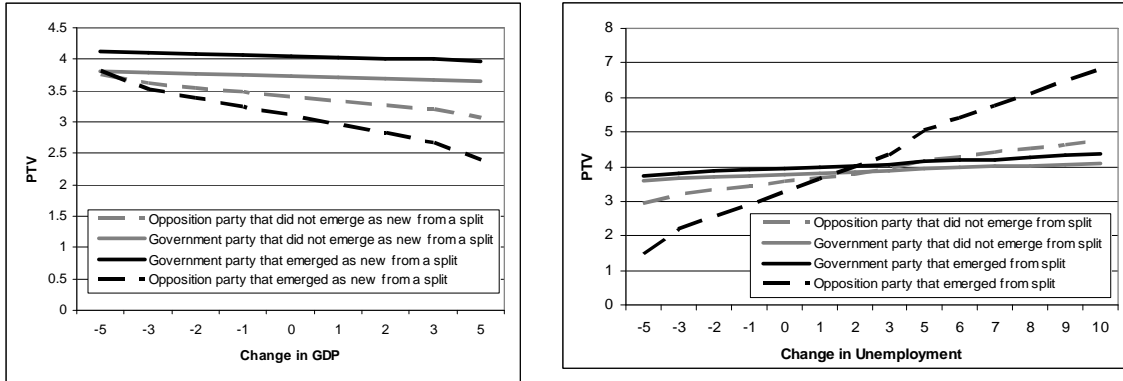 4.5
4
3.5
3
2.5
2
1.5
1
0.5
0
PTV
Opposition party that did not emerge as new from a split
Government party that did not emerge as new from a split
Government party that emerged as new from a split
Opposition party that emerged as new from a split
-5 -3 -2 -1 0 1 2 3 5
Change in GDP
8
7
6
5
4
3
2
1
0
PTV
Opposition party that did not emerge from split
Government party that did not emerge from split
Government party that emerged from split
Opposition party that emerged from split
-5 -3 -2 -1 0 1 2 3 5 6 7 8 9 10
Change in Unemployment